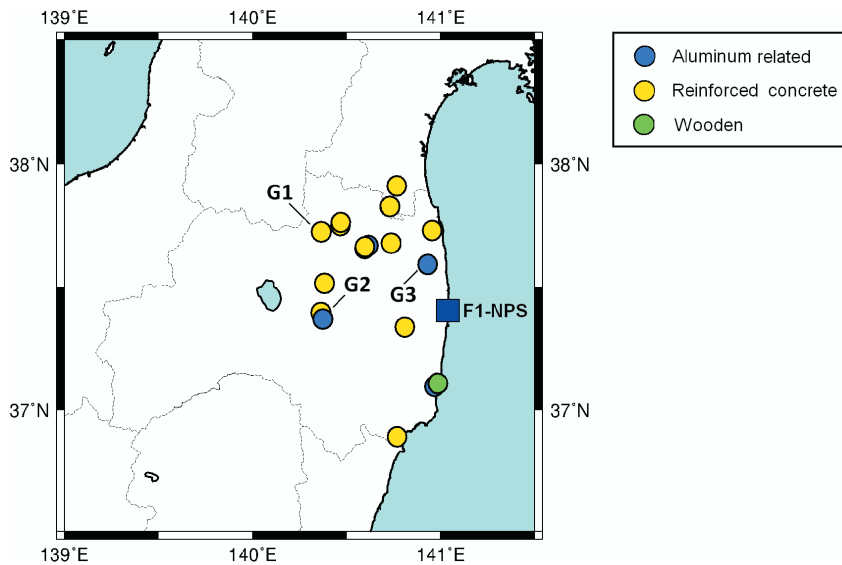 139°E 140°E 141°E
Aluminum related
Reinforced concrete
Wooden
38°N 38°N
G1
G2
G3
F1-NPS
37°N 37°N
139°E 140°E 141°E